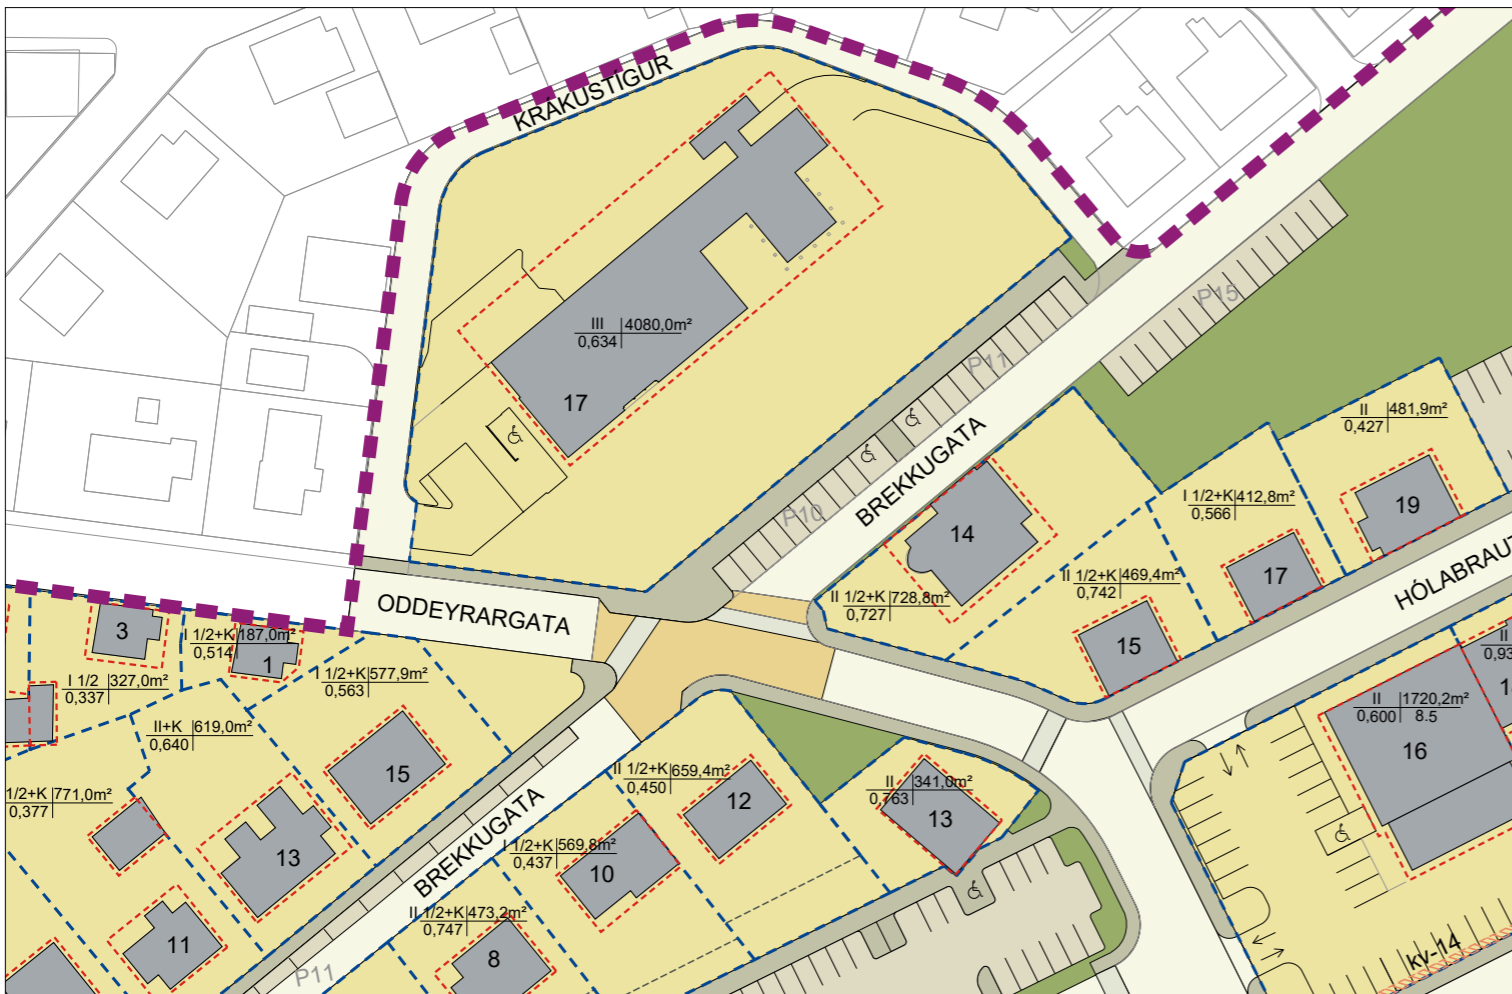 KRÁKUSTÍGUR
P15
III 4080,0m²
0,634
17
P11
P10
BREKKUGATA
II 481,9m²
0,427
19
I 1/2+K 412,8m²
0,566
17
14
II 1/2+K 469,4m²
0,742
15
II 1/2+K 728,8m²
0,727
HÓLABRAUT
ODDEYRARGATA
3
I 1/2+K 187,0m²
0,514
1
I 1/2 327,0m²
0,337
I 1/2+K 577,9m²
0,563
II+K 619,0m²
0,640
15
1/2+K 771,0m²
0,377
13
11
BREKKUGATA
P11
II 1/2+K 659,4m²
0,450
12
II 341,0m²
0,763
13
I 1/2+K 569,8m²
0,437
10
II 1/2+K 473,2m²
0,747
8
II 1720,2m²
0,600 8.5
16
II
0,93
kv-14